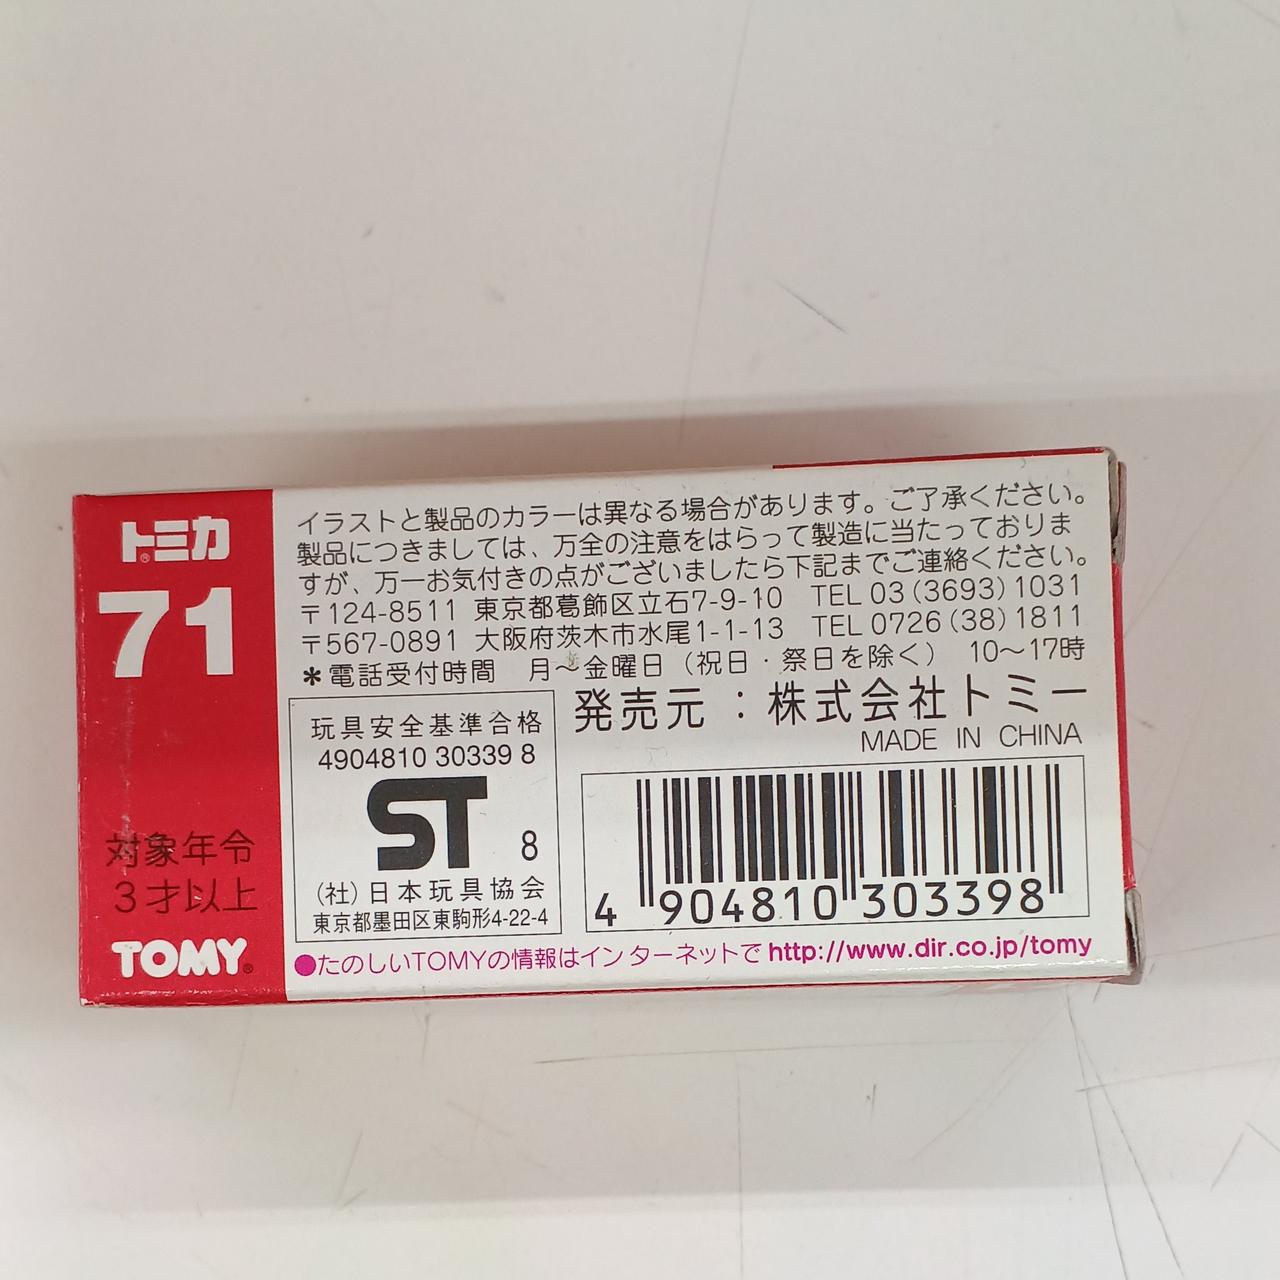 トミカ®
71
対象年令
3才以上
TOMY®
イラストと製品のカラーは異なる場合があります。ご了承ください。
製品につきましては、万全の注意をはらって製造に当たっておりま
すが、万一お気付きの点がございましたら下記までご連絡ください。
〒124-8511 東京都葛飾区立石7-9-10 TEL 03(3693)1031
〒567-0891 大阪府茨木市水尾1-1-13 TEL 0726(38)1811
＊電話受付時間 月〜金曜日(祝日・祭日を除く) 10〜17時
発売元：株式会社トミー
MADE IN CHINA
玩具安全基準合格
4904810 30339 8
ST 8
(社)日本玩具協会
東京都墨田区東駒形4-22-4
4 904810 303398
●たのしいTOMYの情報はインターネットで http://www.dir.co.jp/tomy